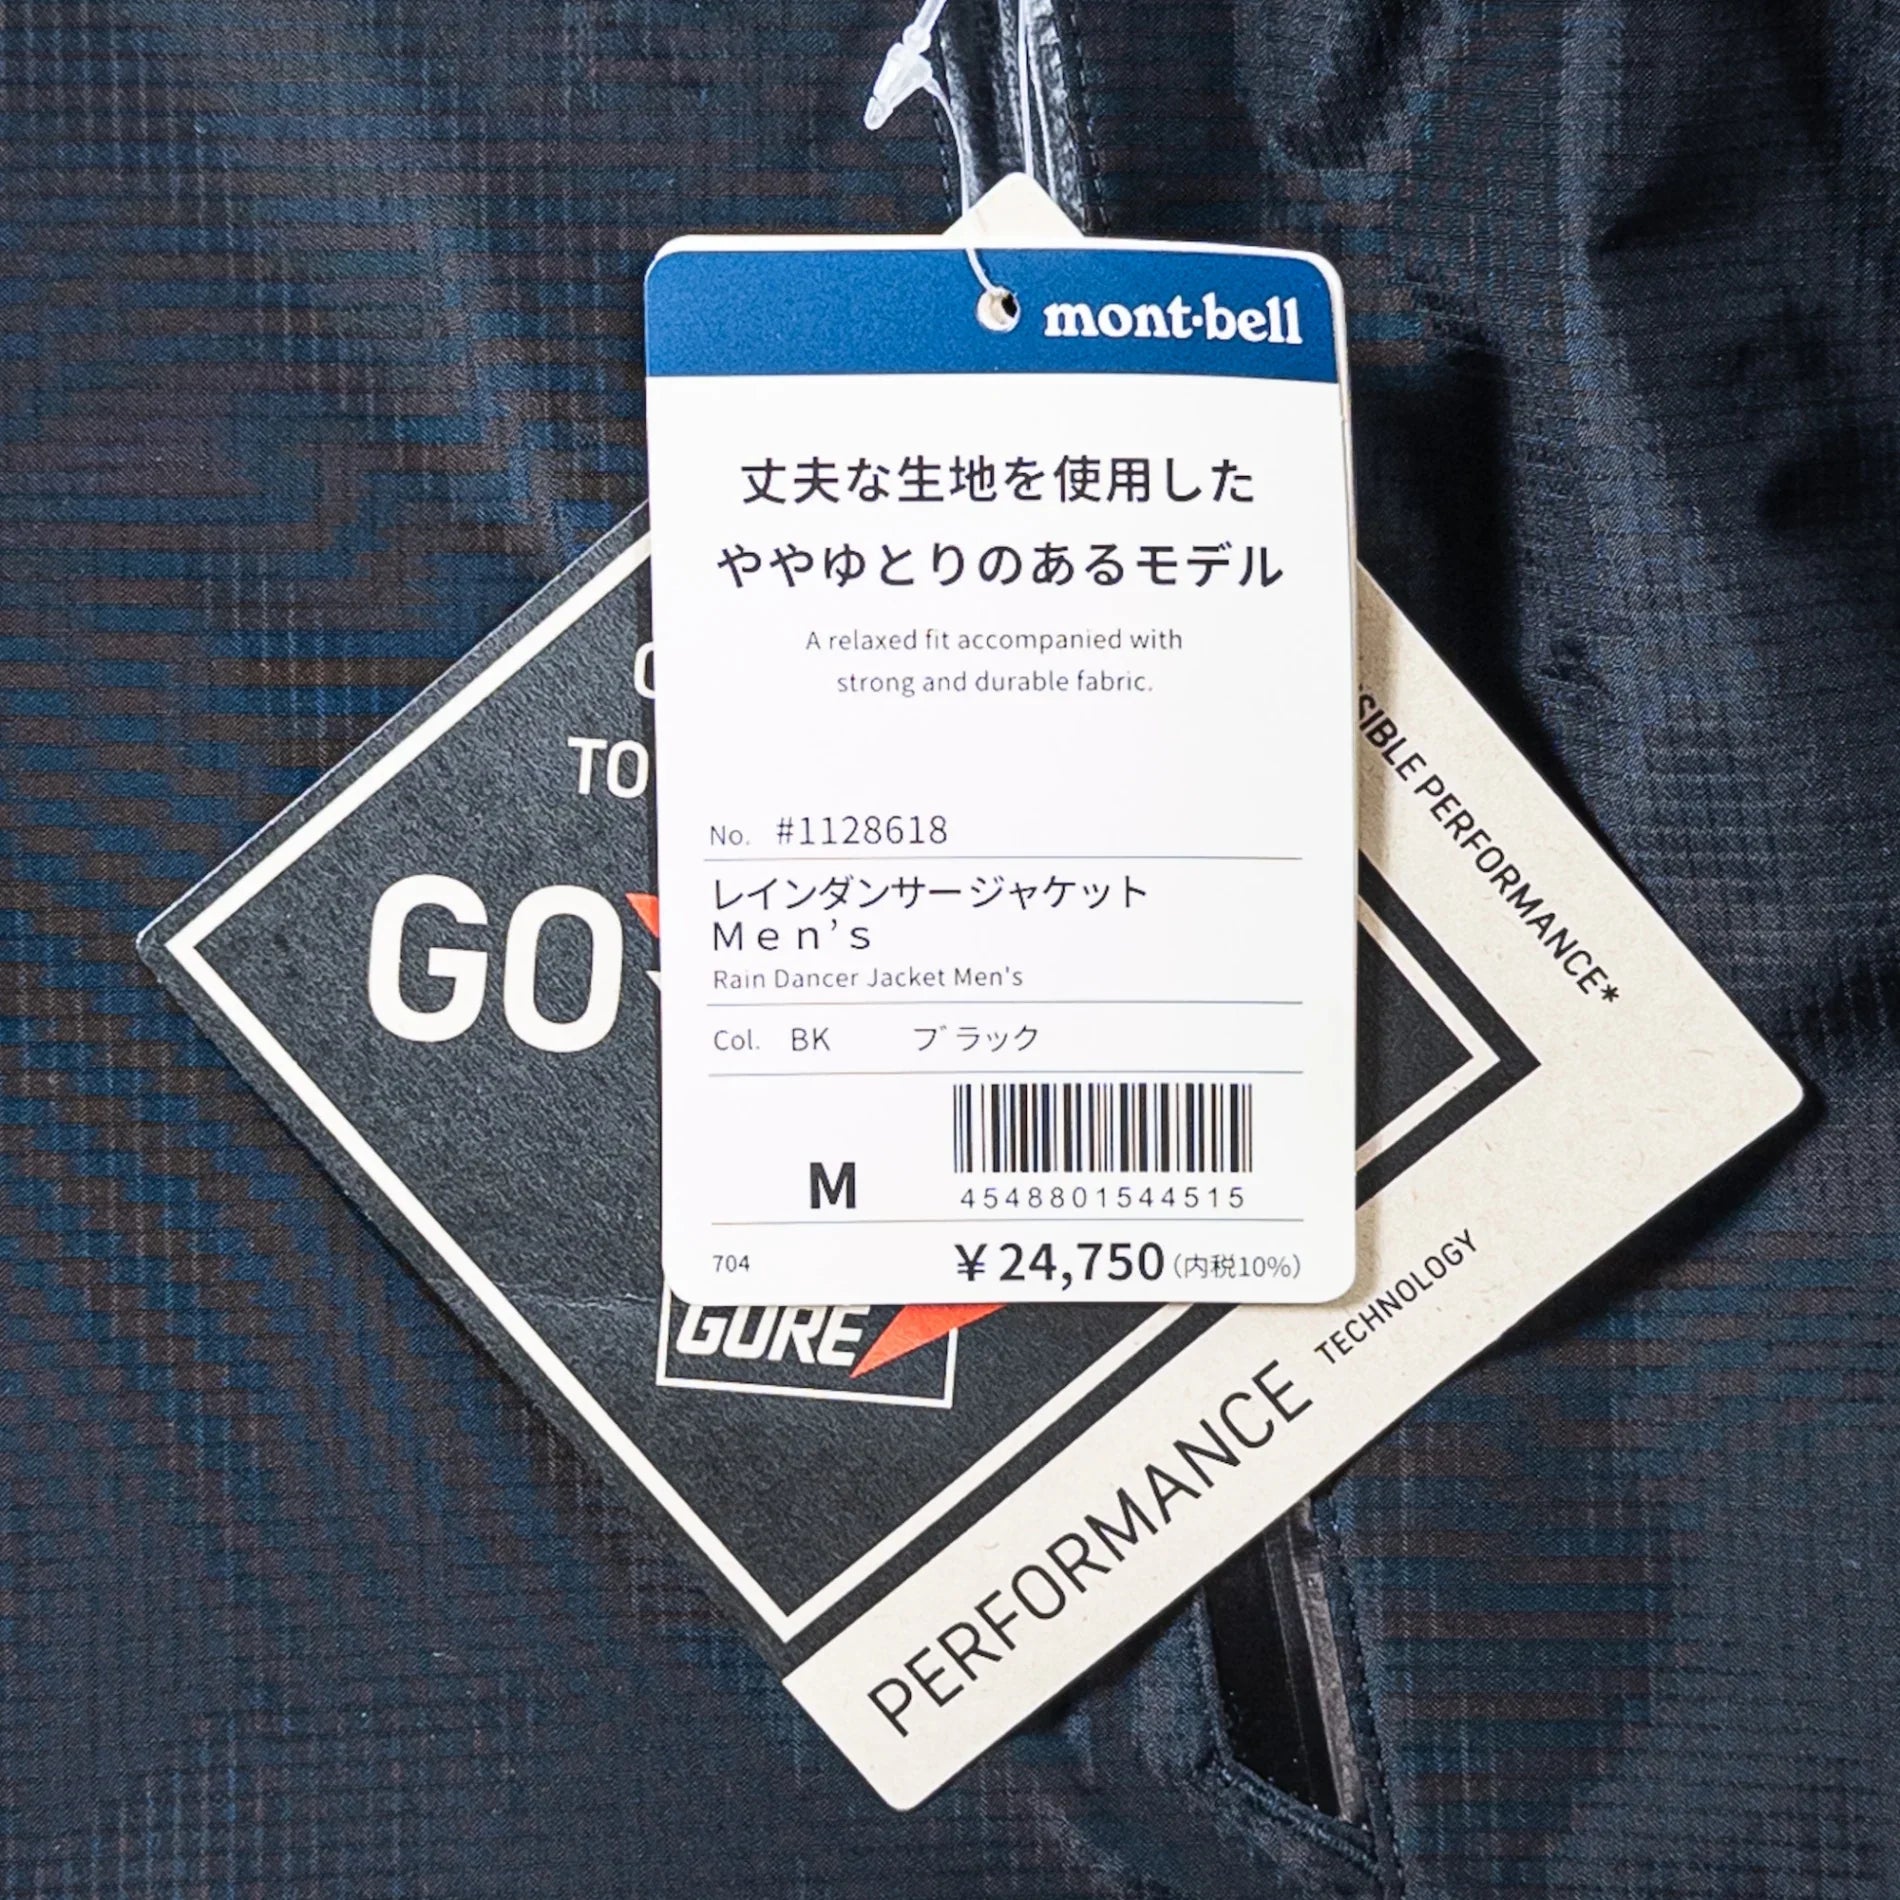 mont·bell
丈夫な生地を使用した
ややゆとりのあるモデル
A relaxed fit accompanied with
strong and durable fabric.
No. #1128618
レインダンサージャケット
Men's
Rain Dancer Jacket Men's
Col. BK ブラック
M
4548801544515
704 ¥24,750(内税10%)
TO
GO
GORE
PERFORMANCE*
PERFORMANCE TECHNOLOGY